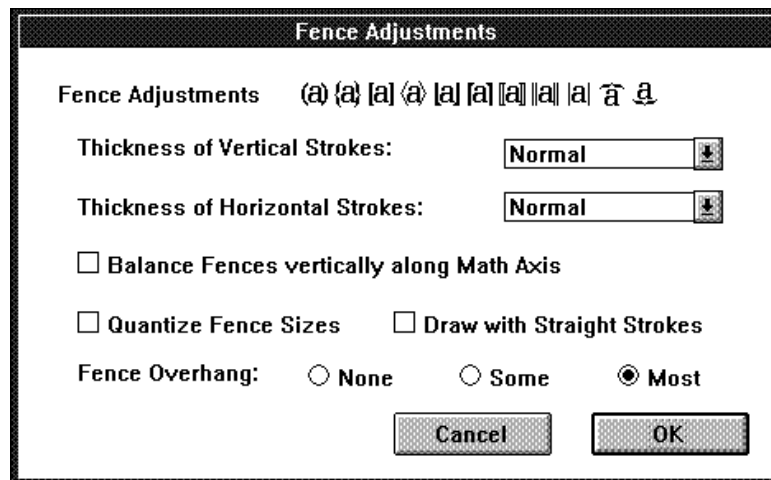 Fence Adjustments
Fence Adjustments (a) {a} [a] ⟨a⟩ ⌊a⌋ ⌈a⌉ ⟦a⟧ ||a|| |a| a a
Thickness of Vertical Strokes: Normal
Thickness of Horizontal Strokes: Normal
Balance Fences vertically along Math Axis
Quantize Fence Sizes Draw with Straight Strokes
Fence Overhang: None Some Most
Cancel OK